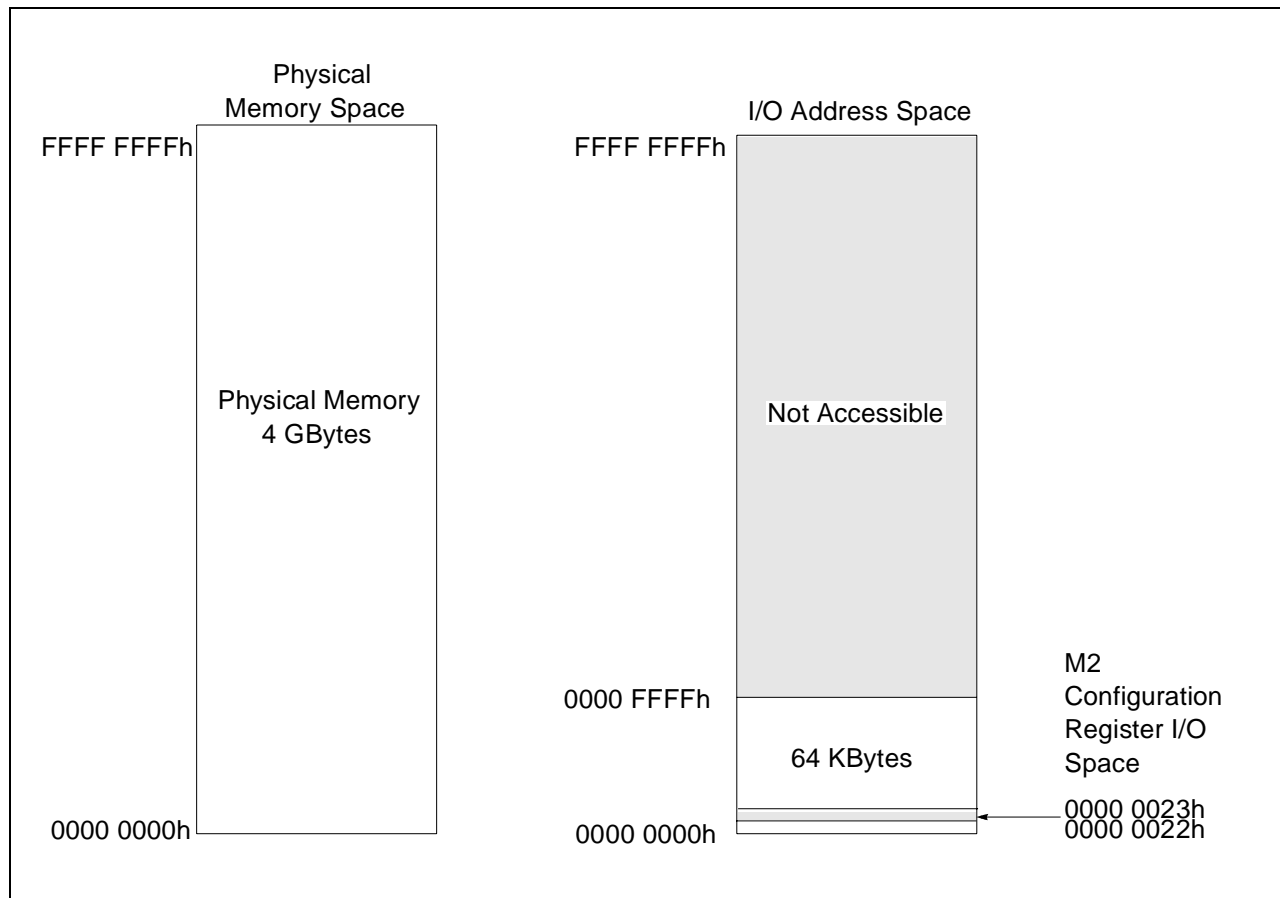 Physical
Memory Space
FFFF FFFFh
Physical Memory
4 GBytes
0000 0000h
I/O Address Space
FFFF FFFFh
Not Accessible
0000 FFFFh
64 KBytes
0000 0000h
M2
Configuration
Register I/O
Space
0000 0023h
0000 0022h